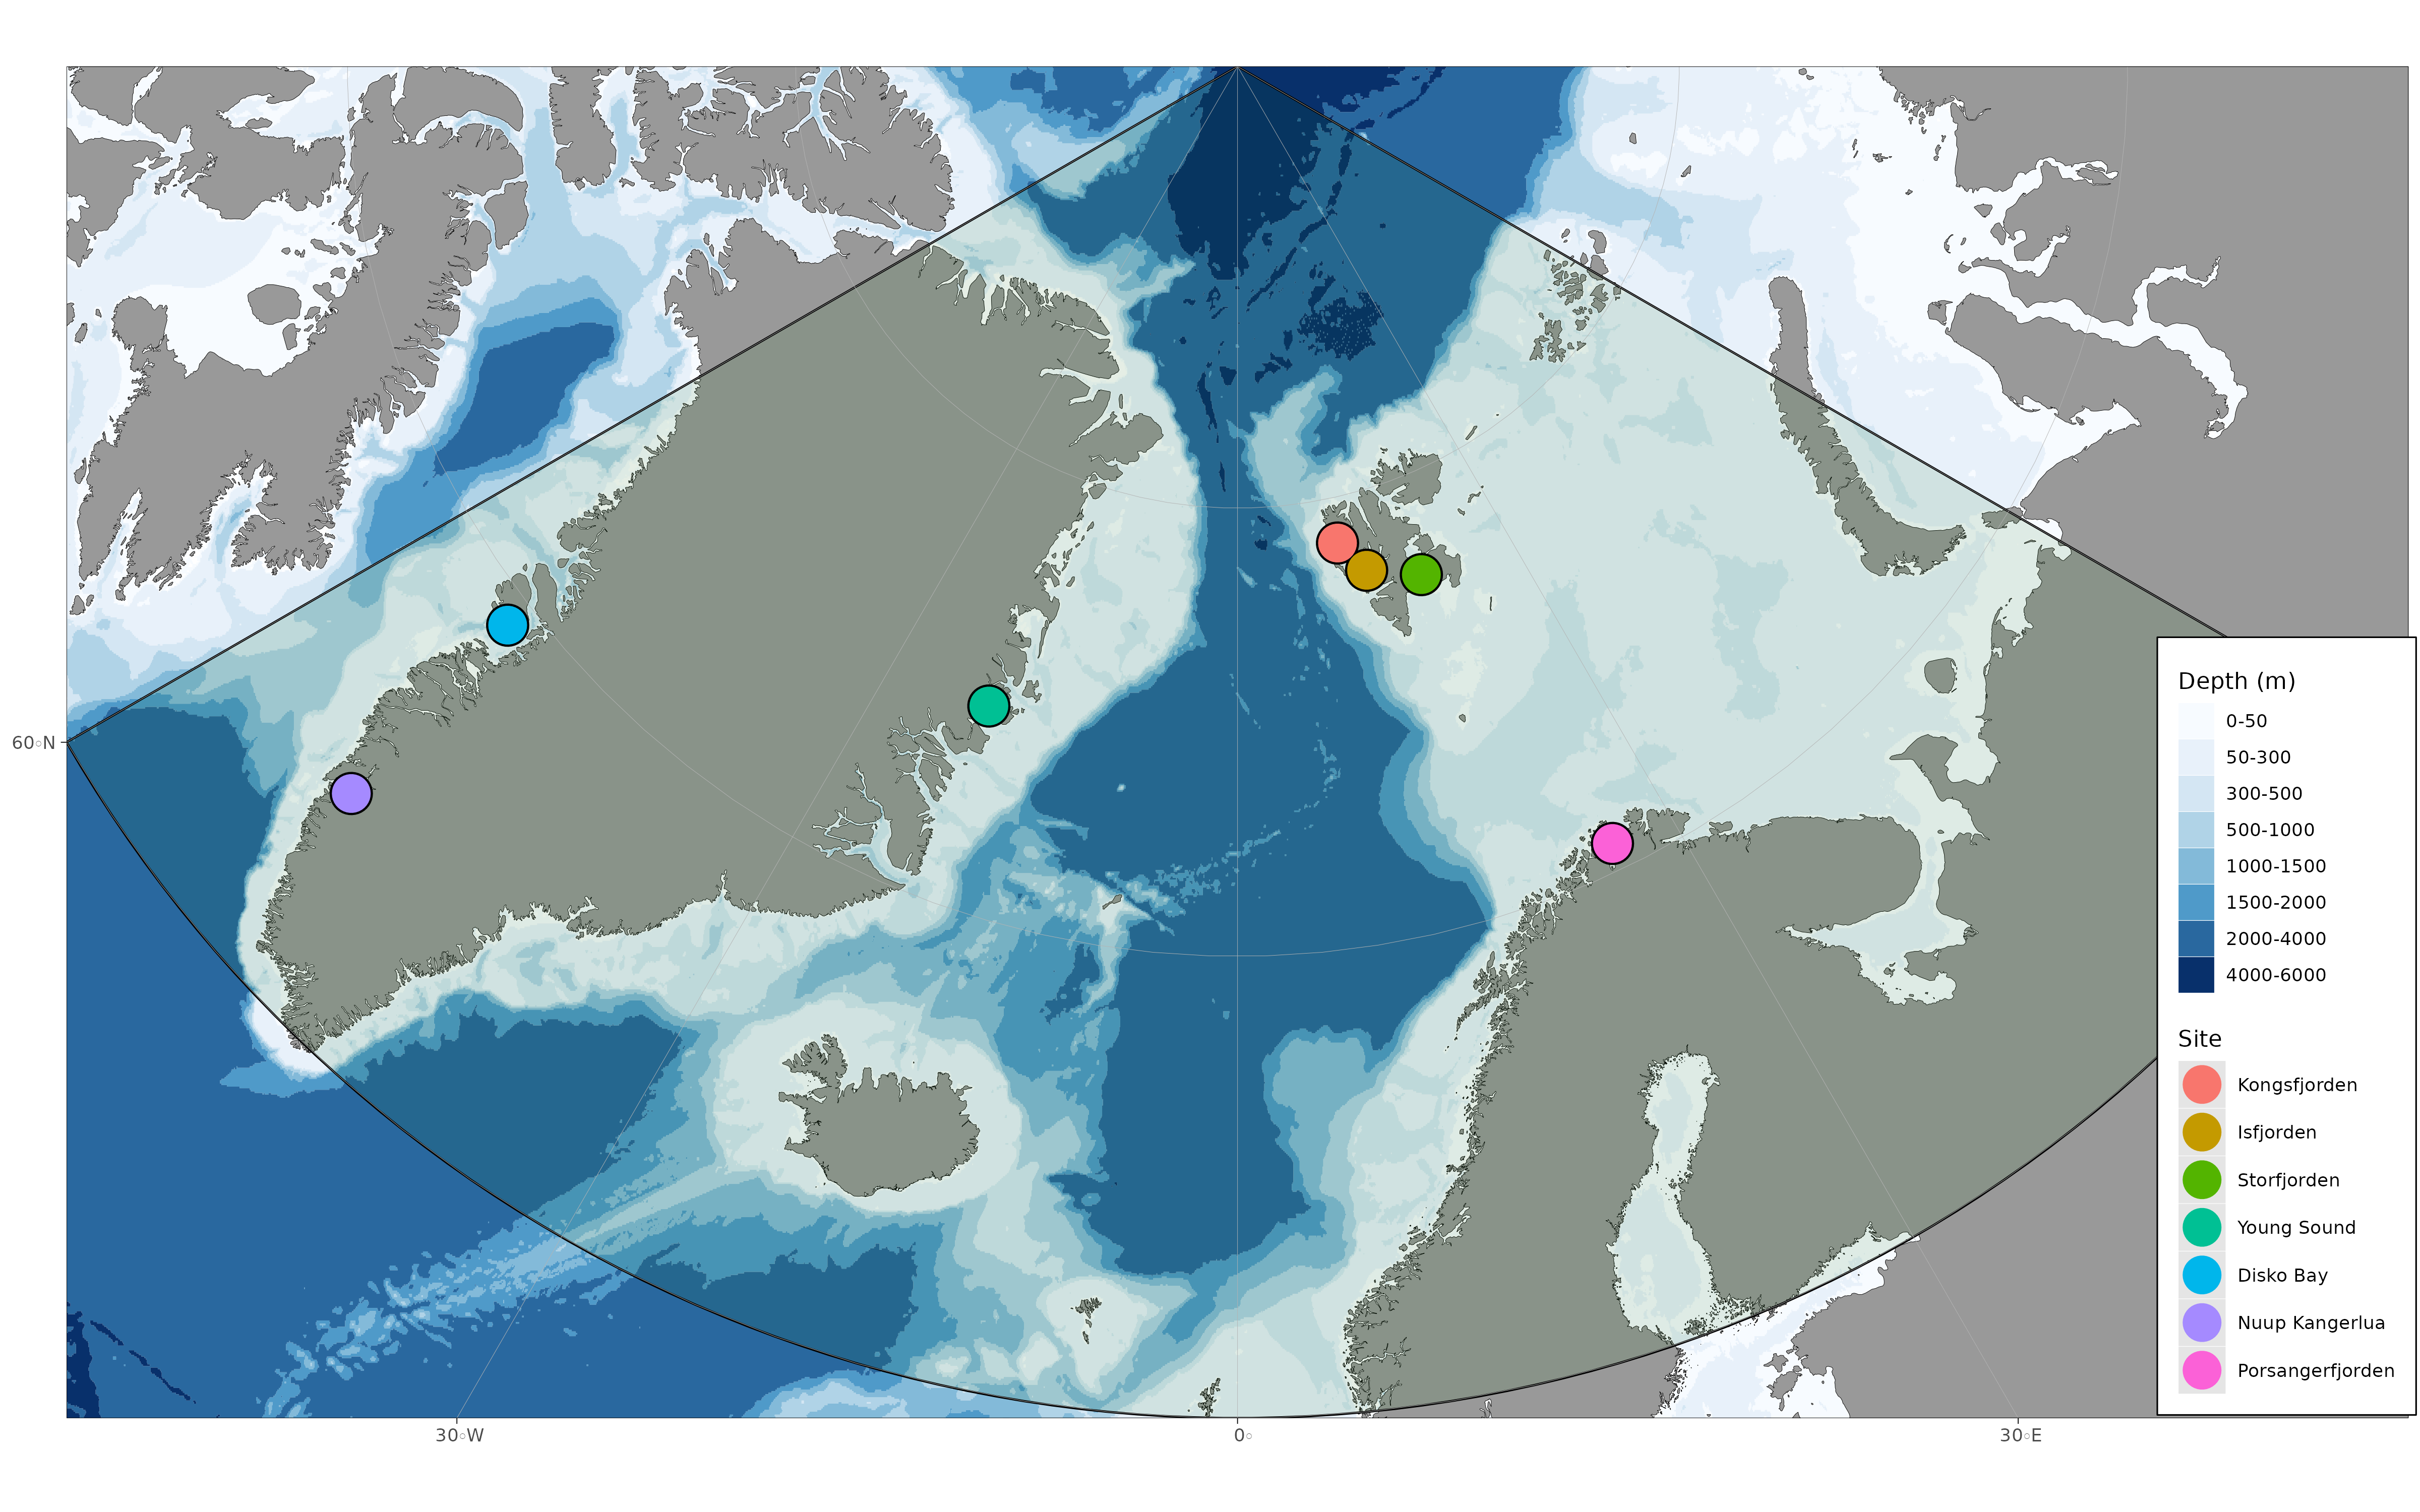 60◦N
30◦W
0◦
30◦E
Depth (m)
0-50
50-300
300-500
500-1000
1000-1500
1500-2000
2000-4000
4000-6000
Site
Kongsfjorden
Isfjorden
Storfjorden
Young Sound
Disko Bay
Nuup Kangerlua
Porsangerfjorden